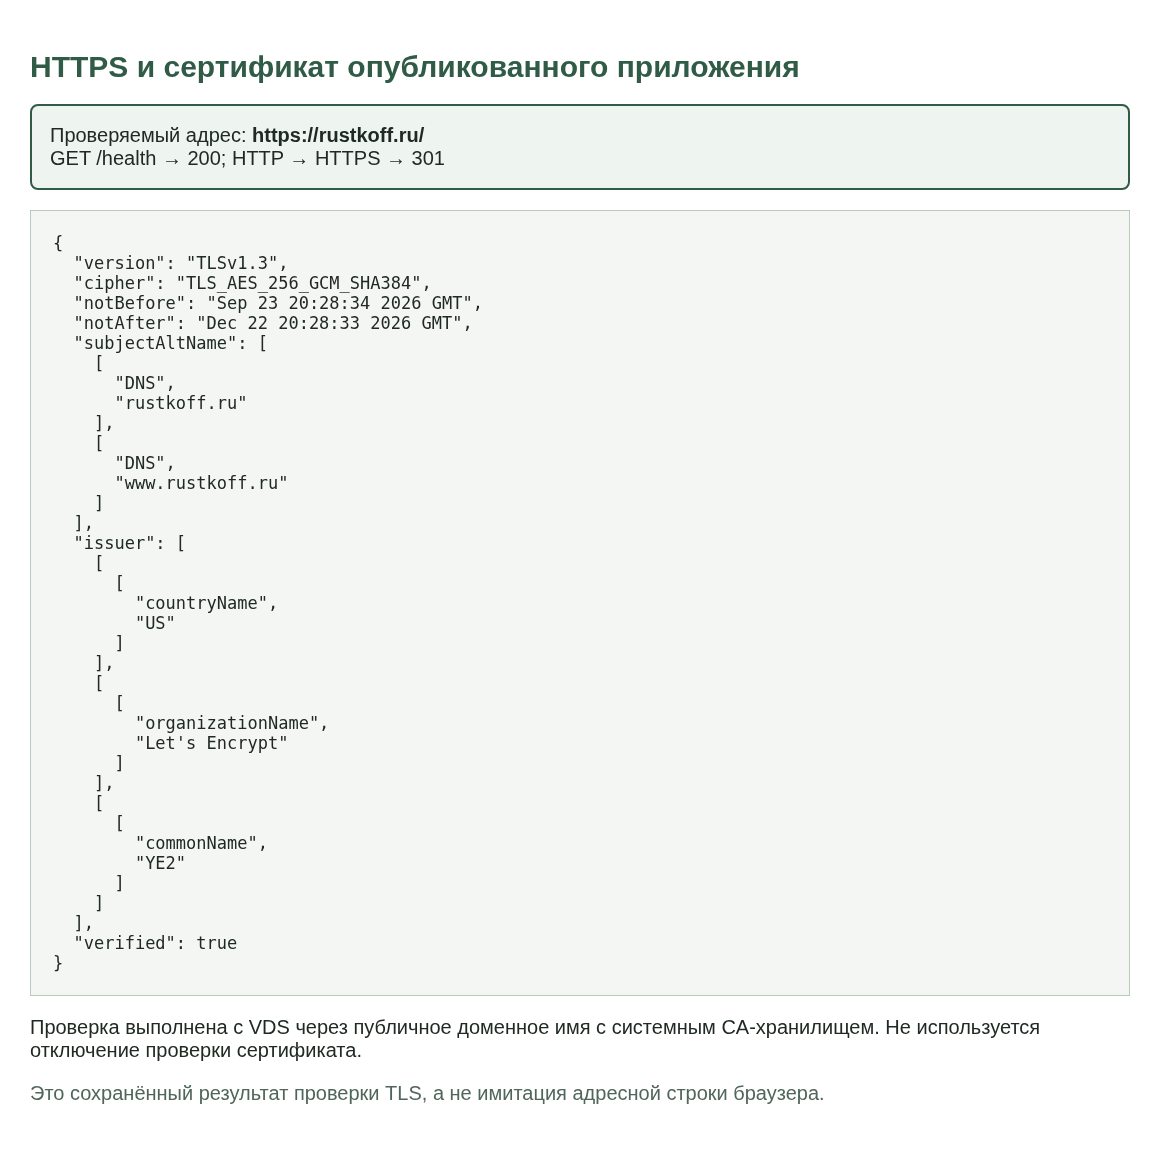 HTTPS и сертификат опубликованного приложения
Проверяемый адрес: https://rustkoff.ru/
GET /health → 200; HTTP → HTTPS → 301
{
  "version": "TLSv1.3",
  "cipher": "TLS_AES_256_GCM_SHA384",
  "notBefore": "Sep 23 20:28:34 2026 GMT",
  "notAfter": "Dec 22 20:28:33 2026 GMT",
  "subjectAltName": [
    [
      "DNS",
      "rustkoff.ru"
    ],
    [
      "DNS",
      "www.rustkoff.ru"
    ]
  ],
  "issuer": [
    [
      [
        "countryName",
        "US"
      ]
    ],
    [
      [
        "organizationName",
        "Let's Encrypt"
      ]
    ],
    [
      [
        "commonName",
        "YE2"
      ]
    ]
  ],
  "verified": true
}
Проверка выполнена с VDS через публичное доменное имя с системным CA-хранилищем. Не используется
отключение проверки сертификата.
Это сохранённый результат проверки TLS, а не имитация адресной строки браузера.